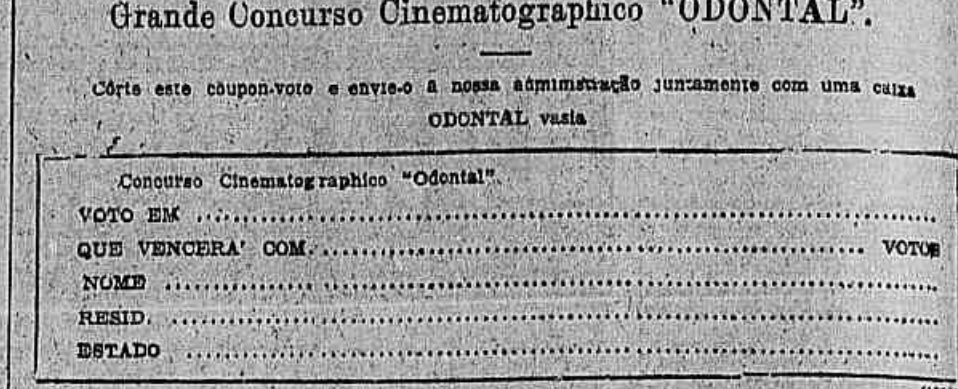 Grande Concurso Cinematographico "ODONTAL".
Córte este coupon-voto e envie-o á nossa administração juntamente com uma caixa
ODONTAL vasia
Concurso Cinematographico "Odontal".
VOTO EM ........................................
QUE VENCERA' COM. ........................................ VOTOS
NOME ........................................
RESID. ........................................
ESTADO ........................................